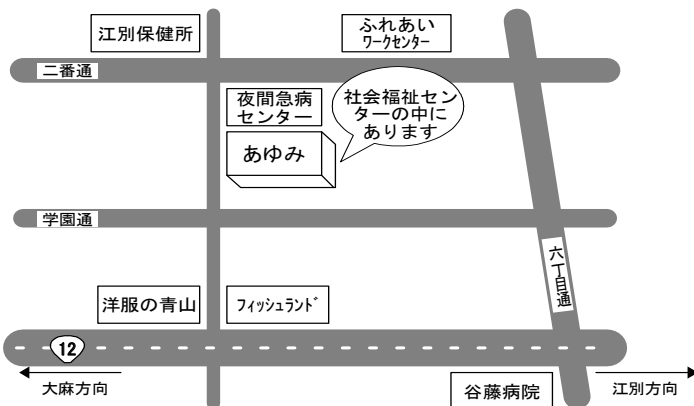 江別保健所
ふれあい
ﾜｰｸｾﾝﾀｰ
二番通
夜間急病
センター
社会福祉セン
ターの中に
あります
あゆみ
学園通
六丁目通
洋服の青山
ﾌｨｯｼｭﾗﾝﾄﾞ
12
大麻方向
谷藤病院
江別方向